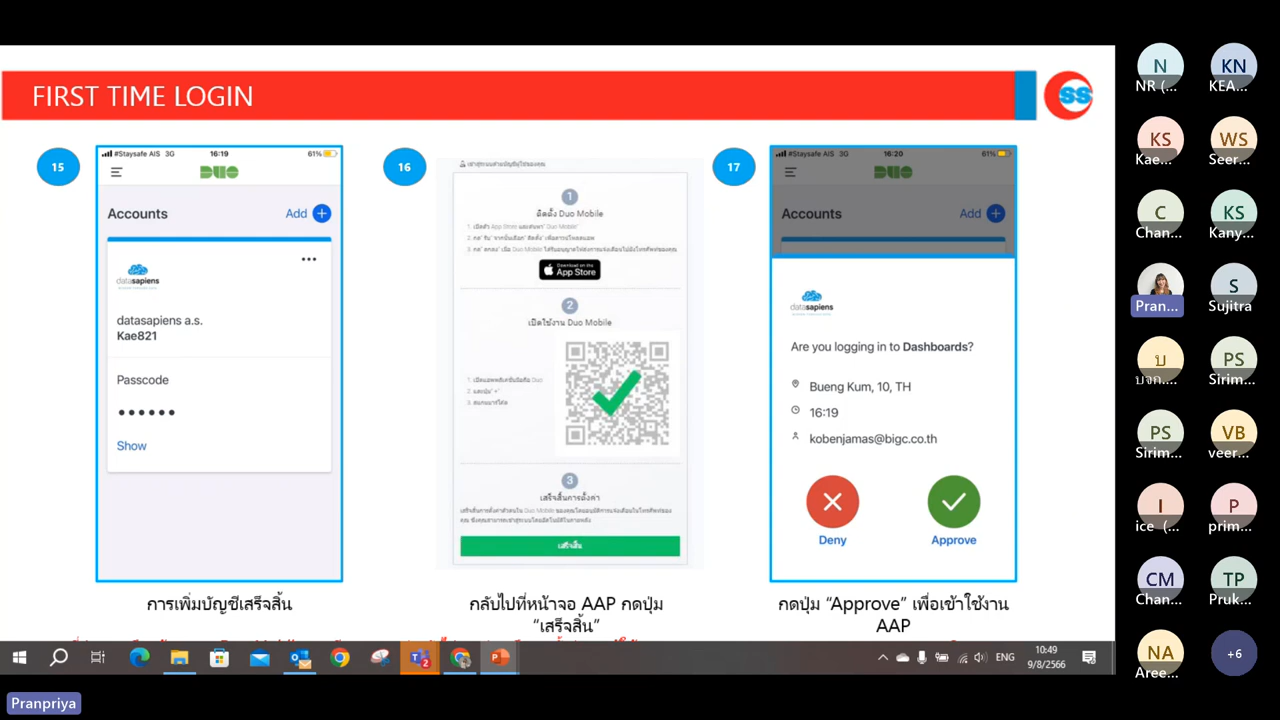 FIRST TIME LOGIN
SS
15
#Staysafe AIS 3G 16:19 61%
DUO
Accounts
Add
datasapiens
datasapiens a.s.
Kae821
Passcode
Show
การเพิ่มบัญชีเสร็จสิ้น
16
1
ติดตั้ง Duo Mobile
Download on the
App Store
2
เปิดใช้งาน Duo Mobile
3
เสร็จสิ้นการตั้งค่า
เสร็จสิ้น
กลับไปที่หน้าจอ AAP กดปุ่ม
“เสร็จสิ้น”
17
#Staysafe AIS 3G 16:20 61%
DUO
Accounts
Add
datasapiens
Are you logging in to Dashboards?
Bueng Kum, 10, TH
16:19
kobenjamas@bigc.co.th
Deny
Approve
กดปุ่ม “Approve” เพื่อเข้าใช้งาน
AAP
ENG
10:49
9/8/2566
N
NR (...
KN
KEA...
KS
Kae...
WS
Seer...
C
Chan...
KS
Kany...
Pran...
S
Sujitra
บ
บจก....
PS
Sirim...
PS
Sirim...
VB
veer...
I
ice (...
P
prim...
CM
Chan...
TP
Pruk...
NA
Aree...
+6
Pranpriya